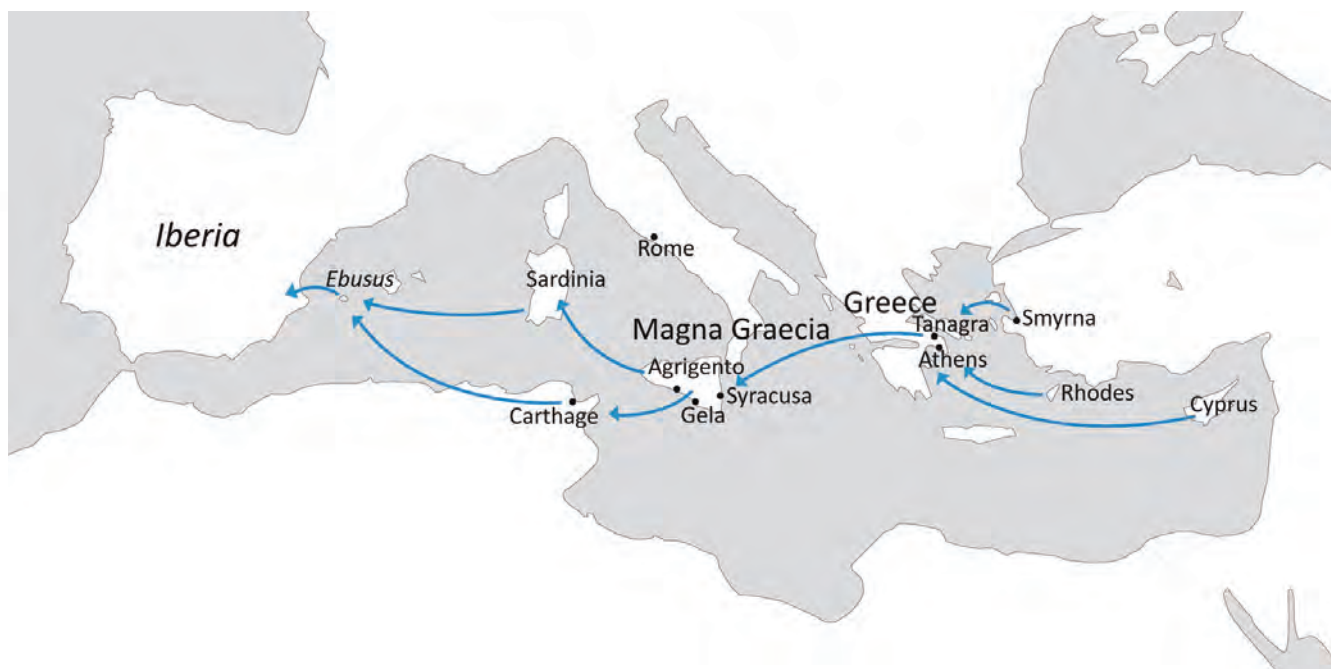 Iberia
Ebusus
Sardinia
Rome
Magna Graecia
Agrigento
Gela
Syracusa
Carthage
Greece
Tanagra
Athens
Smyrna
Rhodes
Cyprus